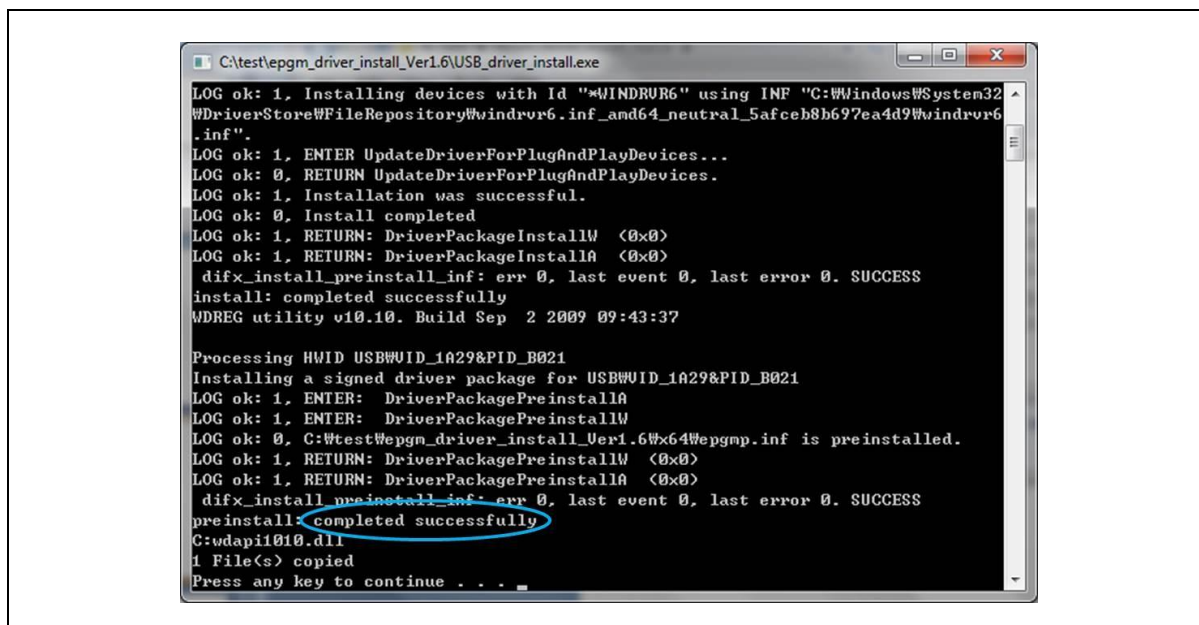 C:\test\epgm_driver_install_Ver1.6\USB_driver_install.exe
LOG ok: 1, Installing devices with Id "*WINDRVR6" using INF "C:₩Windows₩System32
₩DriverStore₩FileRepository₩windrvr6.inf_amd64_neutral_5afceb8b697ea4d9₩windrvr6
.inf".
LOG ok: 1, ENTER UpdateDriverForPlugAndPlayDevices...
LOG ok: 0, RETURN UpdateDriverForPlugAndPlayDevices.
LOG ok: 1, Installation was successful.
LOG ok: 0, Install completed
LOG ok: 1, RETURN: DriverPackageInstallW  (0x0)
LOG ok: 1, RETURN: DriverPackageInstallA  (0x0)
 difx_install_preinstall_inf: err 0, last event 0, last error 0. SUCCESS
install: completed successfully
WDREG utility v10.10. Build Sep  2 2009 09:43:37
Processing HWID USB₩VID_1A29&PID_B021
Installing a signed driver package for USB₩VID_1A29&PID_B021
LOG ok: 1, ENTER:  DriverPackagePreinstallA
LOG ok: 1, ENTER:  DriverPackagePreinstallW
LOG ok: 0, C:₩test₩epgm_driver_install_Ver1.6₩x64₩epgmp.inf is preinstalled.
LOG ok: 1, RETURN: DriverPackagePreinstallW  (0x0)
LOG ok: 1, RETURN: DriverPackagePreinstallA  (0x0)
 difx_install_preinstall_inf: err 0, last event 0, last error 0. SUCCESS
preinstall: completed successfully
C:wdapi1010.dll
1 File(s) copied
Press any key to continue . . . _